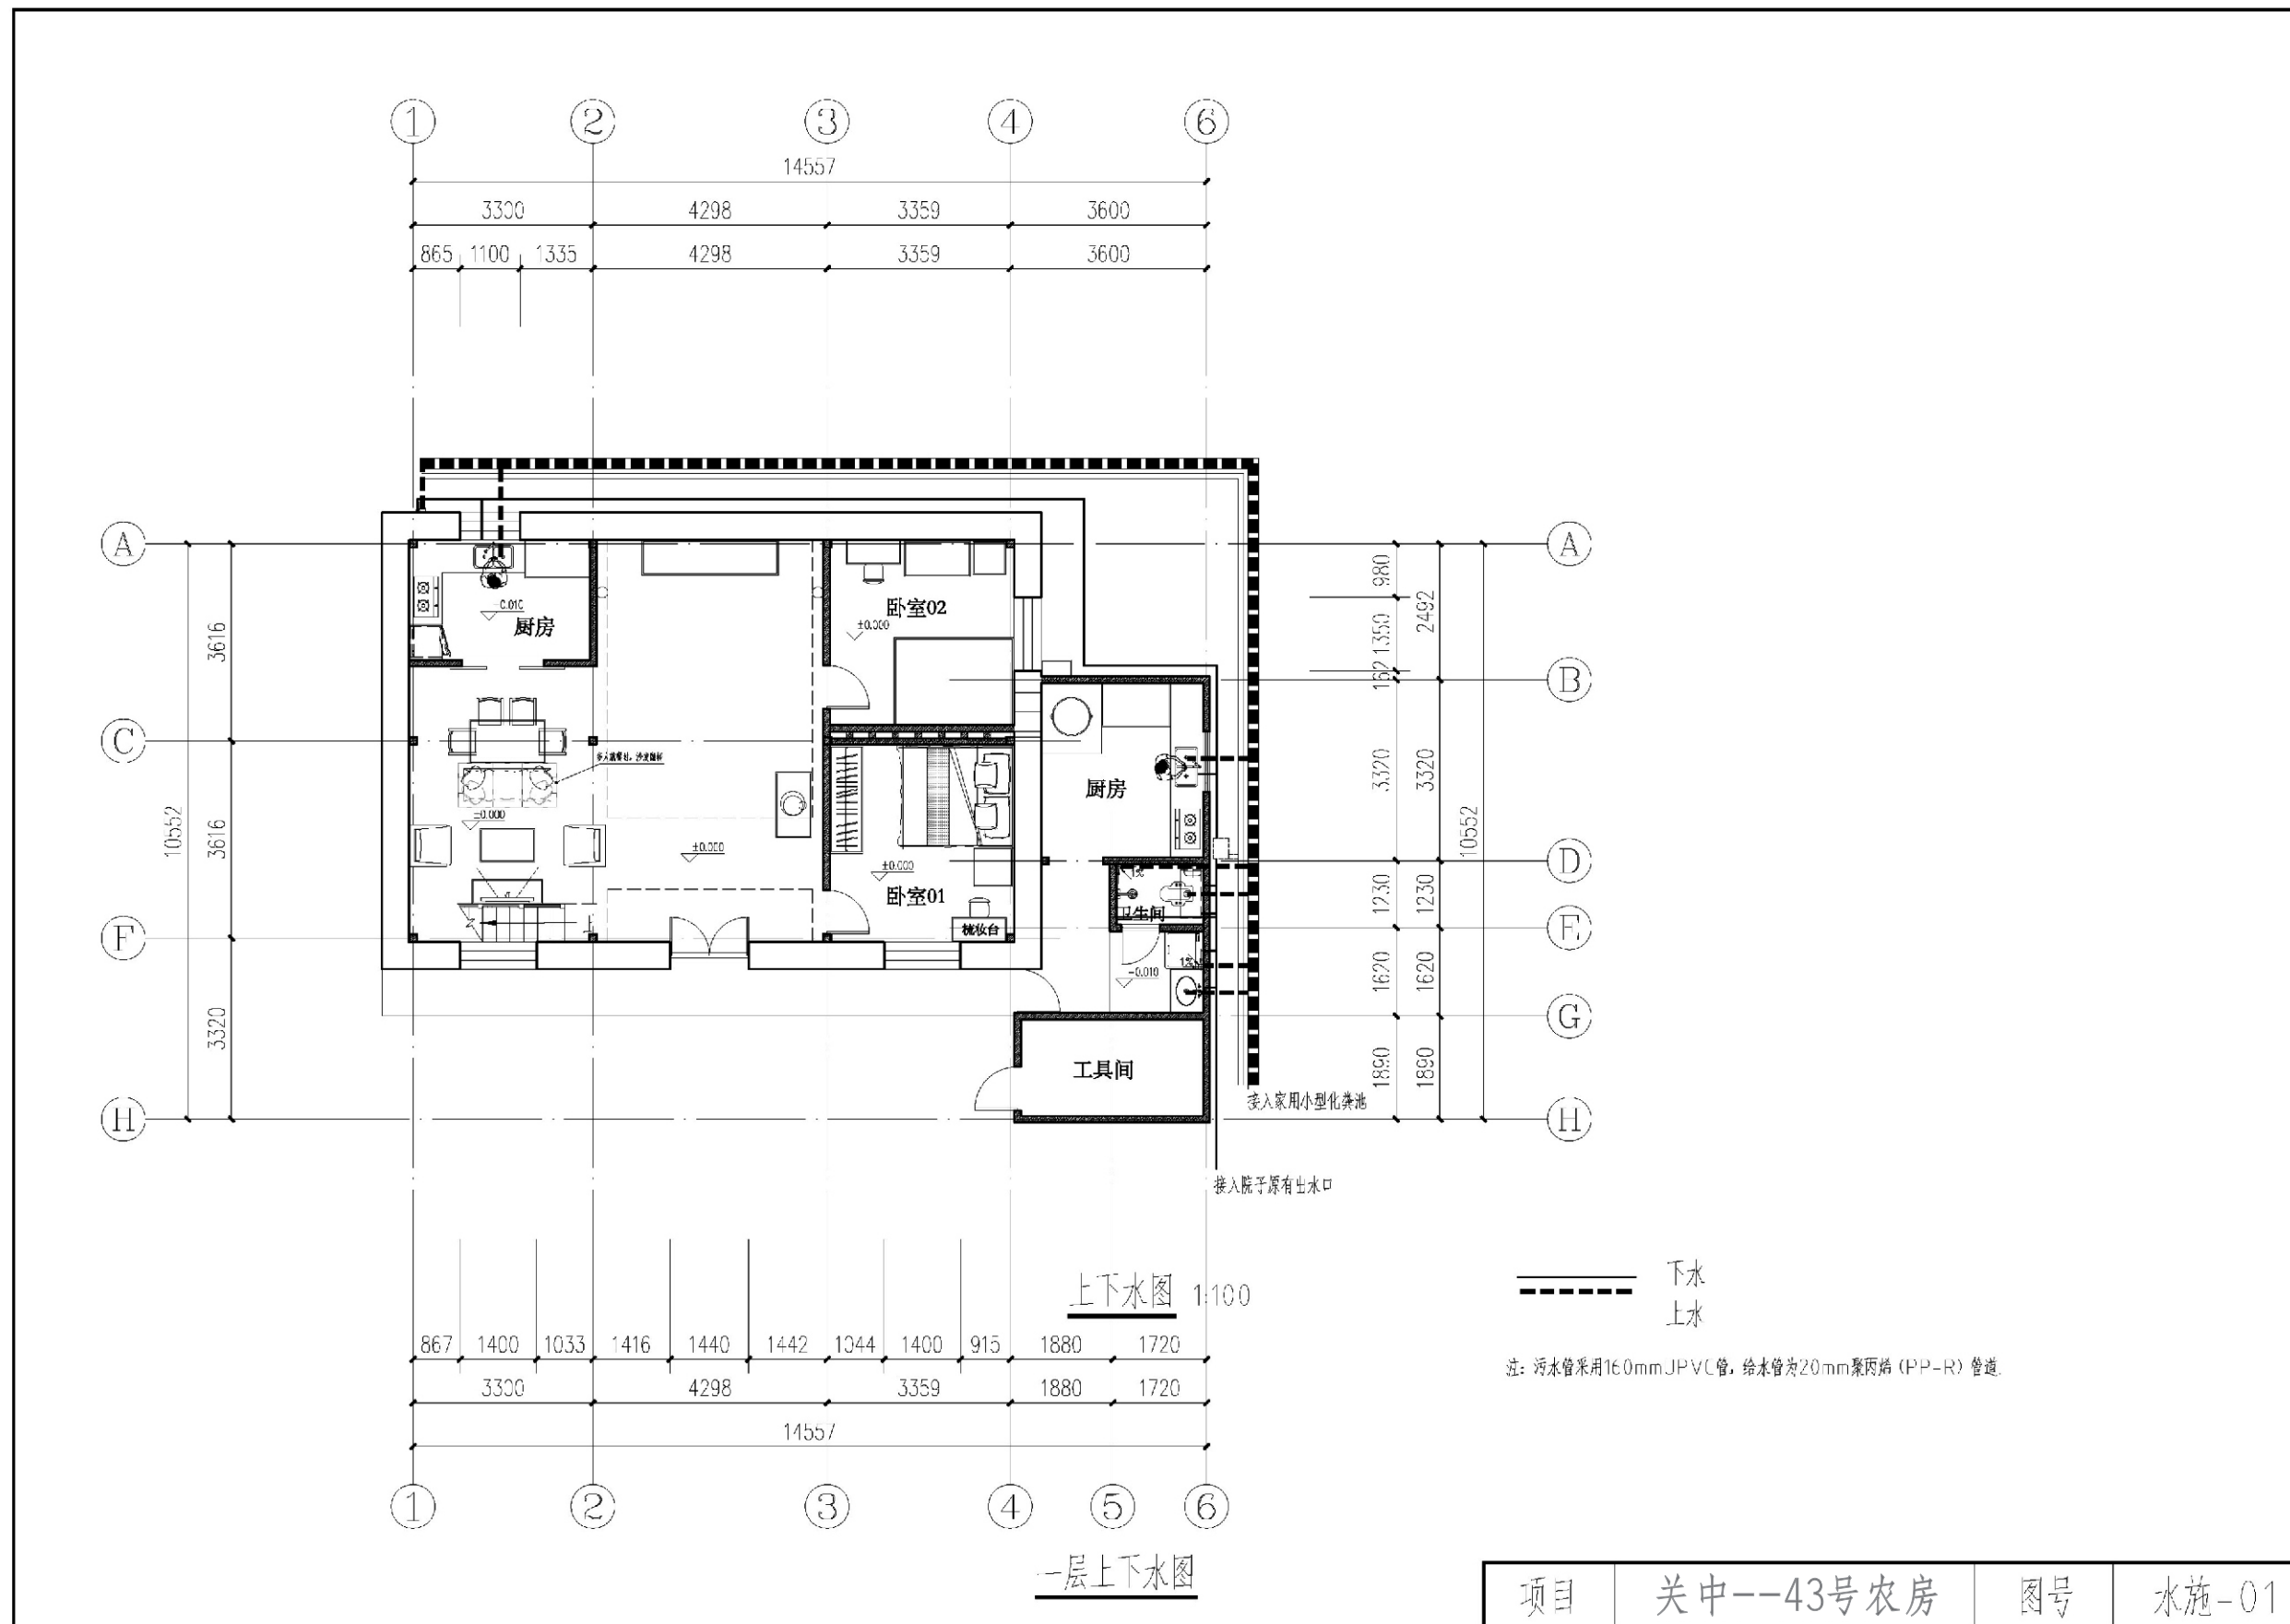 1 2 3 4 6
14557
3300 4298 3359 3600
865 1100 1335 4298 3359 3600
A A
B
C
D
F E
G
H H
10552
3616
3616
3320
980
1350
162
3320
1230
1620
1890
2492
3320
1230
1620
1890
10552
厨房
-0.010
卧室02
±0.000
±0.000
±0.000
±0.000
卧室01
梳妆台
厨房
1%
卫生间
1%
-0.010
上
工具间
接入家用小型化粪池
接入院子原有出水口
上下水图 1:100
下水
上水
注: 污水管采用160mmUPVC管, 给水管为20mm聚丙烯 (PP-R) 管道.
867 1400 1033 1416 1440 1442 1044 1400 915 1880 1720
3300 4298 3359 1880 1720
14557
1 2 3 4 5 6
一层上下水图
项目 关中--43号农房 图号 水施-01